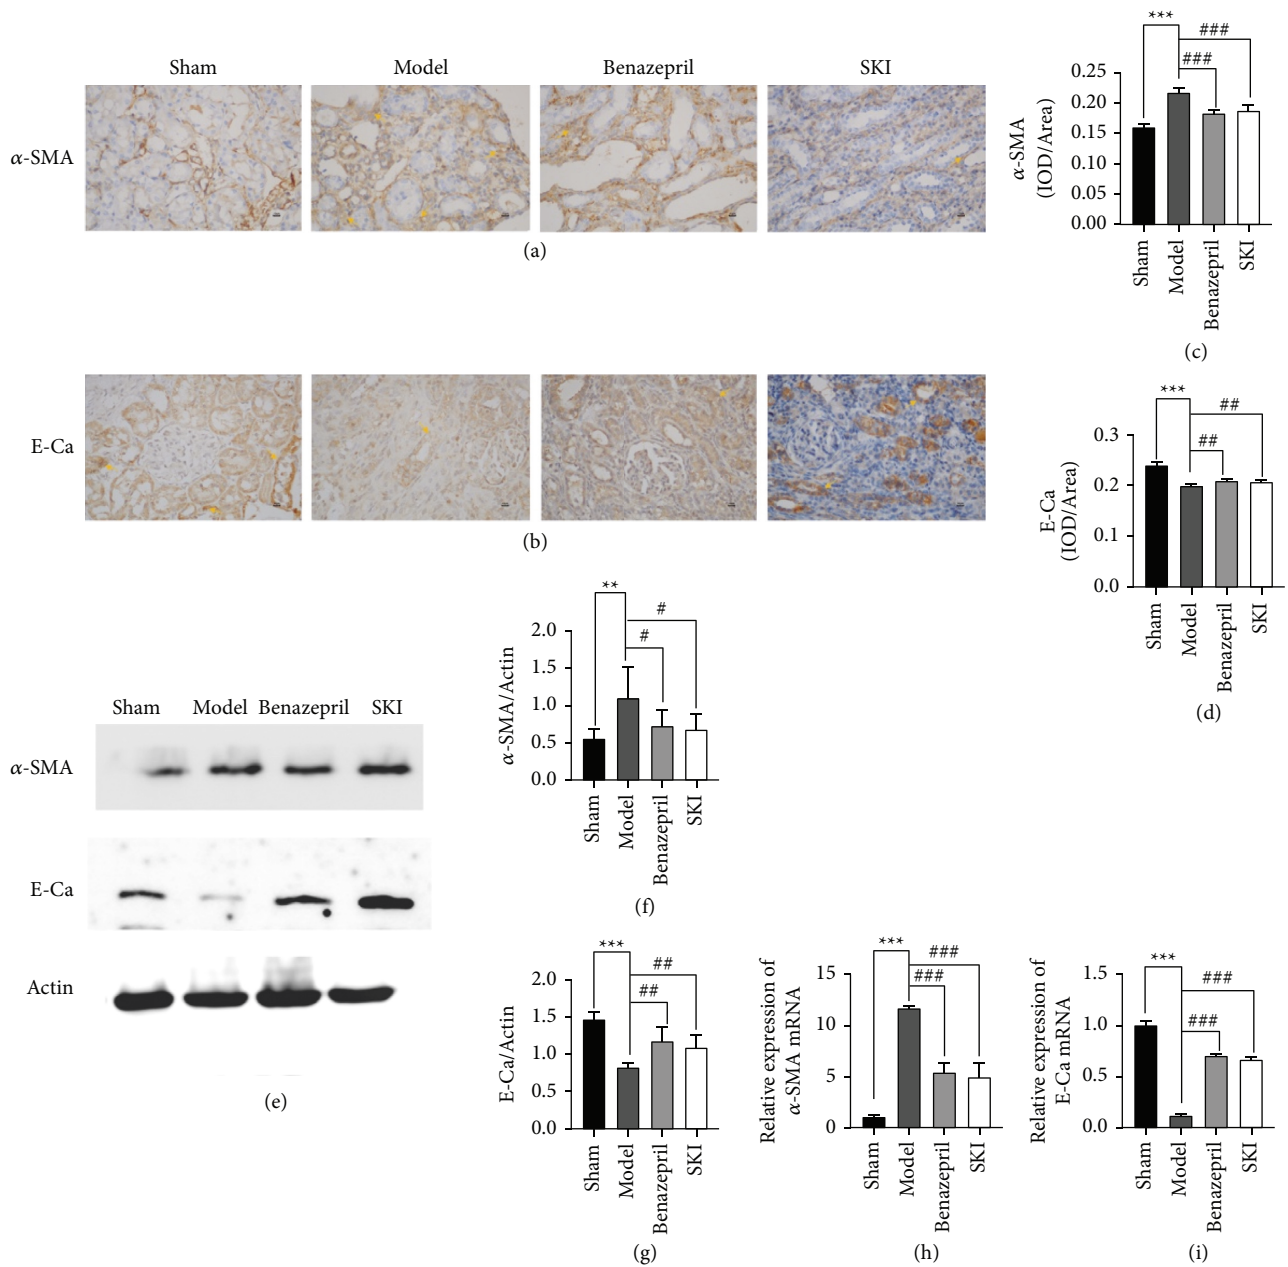 Sham Model Benazepril SKI
α-SMA
(a)
***
###
###
0.25
0.20
0.15
0.10
0.05
0.00
α-SMA
(IOD/Area)
Sham
Model
Benazepril
SKI
(c)
E-Ca
(b)
***
##
##
0.3
0.2
0.1
0.0
E-Ca
(IOD/Area)
Sham
Model
Benazepril
SKI
(d)
Sham Model Benazepril SKI
α-SMA
E-Ca
Actin
(e)
**
#
#
2.0
1.5
1.0
0.5
0.0
α-SMA/Actin
Sham
Model
Benazepril
SKI
(f)
***
##
##
2.0
1.5
1.0
0.5
0.0
E-Ca/Actin
Sham
Model
Benazepril
SKI
(g)
***
###
###
15
10
5
0
Relative expression of
α-SMA mRNA
Sham
Model
Benazepril
SKI
(h)
***
###
###
1.5
1.0
0.5
0.0
Relative expression of
E-Ca mRNA
Sham
Model
Benazepril
SKI
(i)